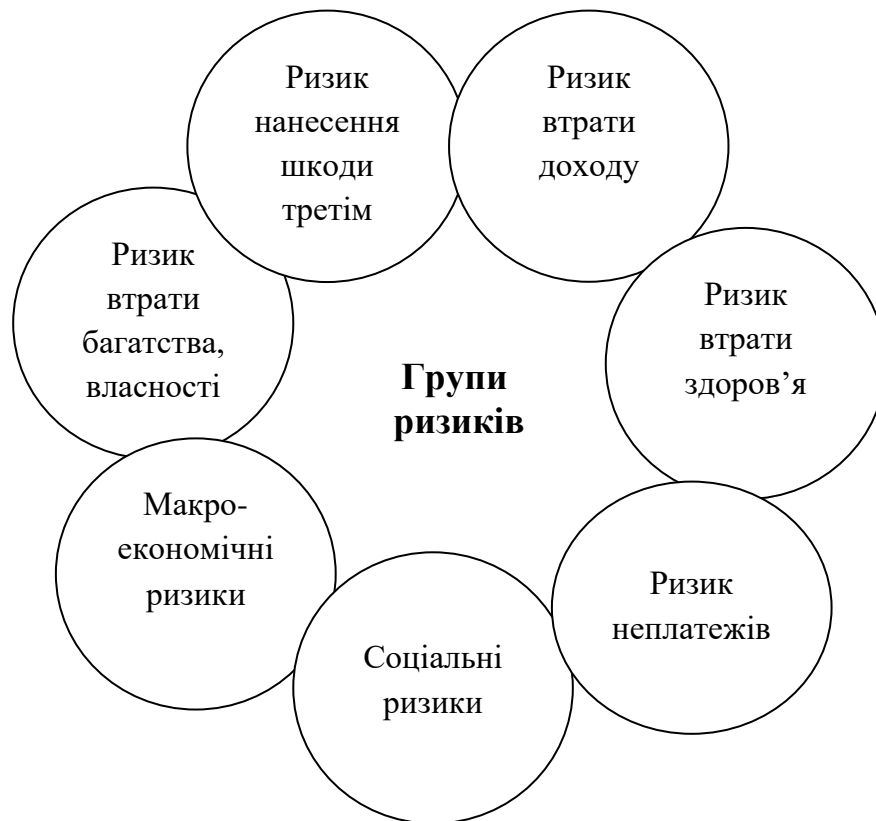 Ризик
нанесення
шкоди
третім
Ризик
втрати
доходу
Ризик
втрати
багатства,
власності
Ризик
втрати
здоров’я
Групи
ризиків
Макро-
економічні
ризики
Ризик
неплатежів
Соціальні
ризики